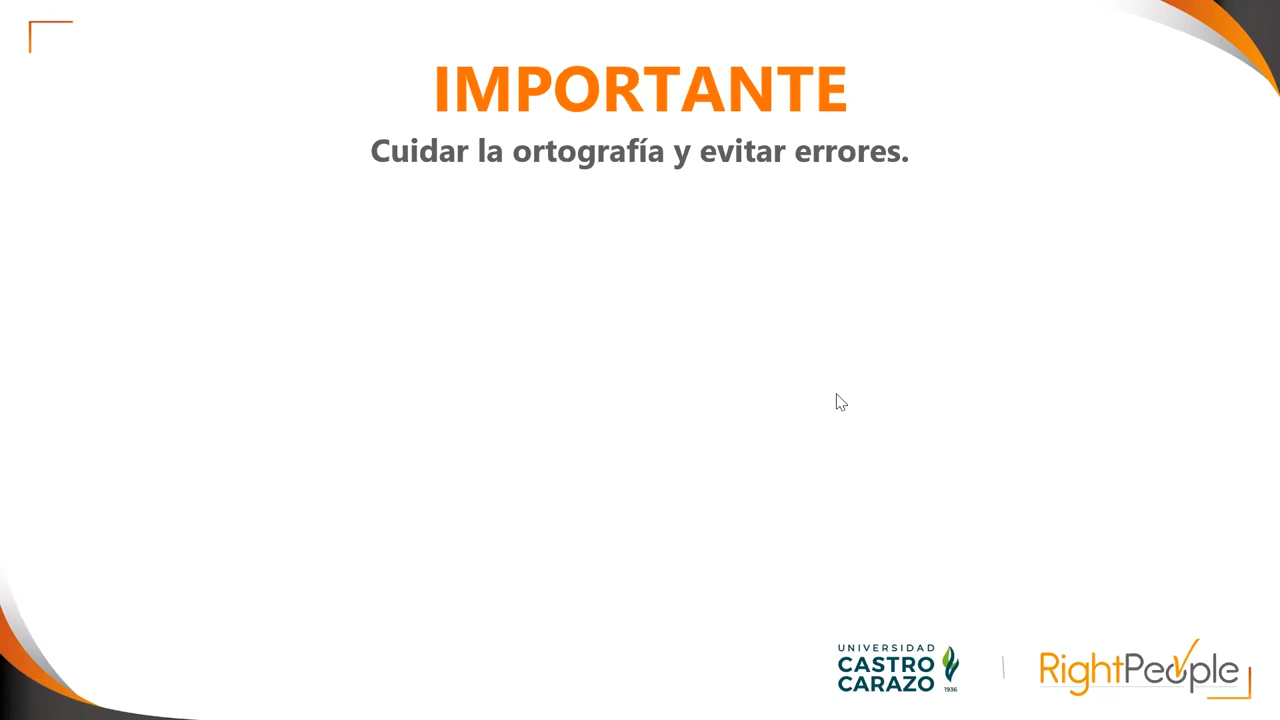 IMPORTANTE
Cuidar la ortografía y evitar errores.
UNIVERSIDAD
CASTRO
CARAZO
1936
RightPeople